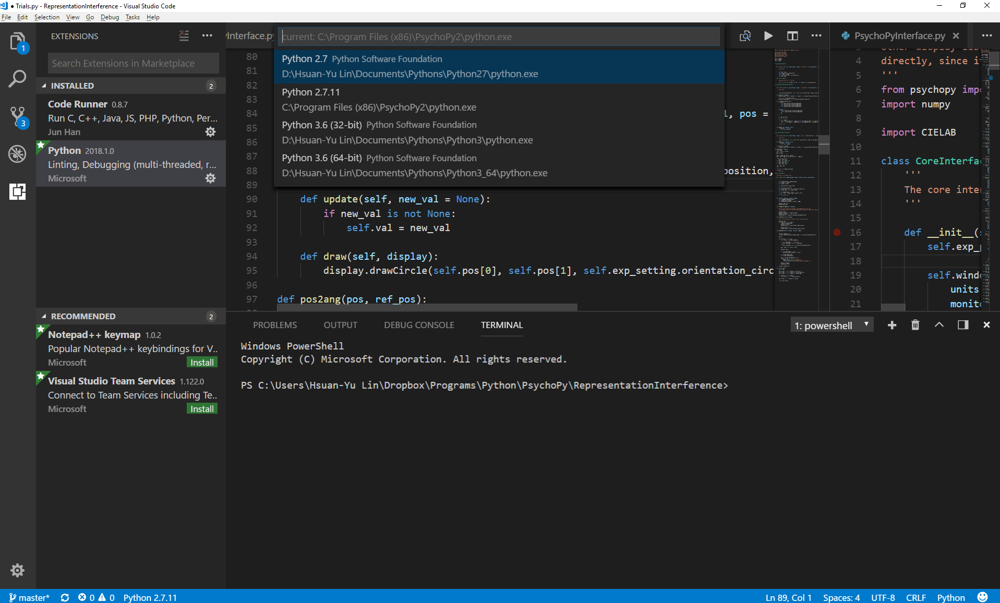 ● Trials.py - RepresentationInterference - Visual Studio Code
File Edit Selection View Go Debug Tasks Help
EXTENSIONS
Search Extensions in Marketplace
INSTALLED 2
Code Runner 0.8.7
Run C, C++, Java, JS, PHP, Python, Per...
Jun Han
Python 2018.1.0
Linting, Debugging (multi-threaded, r...
Microsoft
RECOMMENDED 2
Notepad++ keymap 1.0.2
Popular Notepad++ keybindings for V...
Microsoft Install
Visual Studio Team Services 1.122.0
Connect to Team Services including Te...
Microsoft Install
1
3
Interface.py
current: C:\Program Files (x86)\PsychoPy2\python.exe
Python 2.7 Python Software Foundation
D:\Hsuan-Yu Lin\Documents\Pythons\Python27\python.exe
Python 2.7.11
C:\Program Files (x86)\PsychoPy2\python.exe
Python 3.6 (32-bit) Python Software Foundation
D:\Hsuan-Yu Lin\Documents\Pythons\Python3\python.exe
Python 3.6 (64-bit) Python Software Foundation
D:\Hsuan-Yu Lin\Documents\Pythons\Python3_64\python.exe
80
81
82
83
84 1, pos =
85
86
87
88 position,
89
90 def update(self, new_val = None):
91 if new_val is not None:
92 self.val = new_val
93
94 def draw(self, display):
95 display.drawCircle(self.pos[0], self.pos[1], self.exp_setting.orientation_circ
96
97 def pos2ang(pos, ref_pos):
PsychoPyInterface.py
4 directly, since i
5 '''
6 from psychopy impo
7 import numpy
8
9 import CIELAB
10
11 class CoreInterfa
12 '''
13 The core inter
14 '''
15
16 def __init__(s
17 self.exp_p
18
19 self.windo
20 units
21 monito
PROBLEMS OUTPUT DEBUG CONSOLE TERMINAL 1: powershell
Windows PowerShell
Copyright (C) Microsoft Corporation. All rights reserved.
PS C:\Users\Hsuan-Yu Lin\Dropbox\Programs\Python\PsychoPy\RepresentationInterference>
master* 0 0 Python 2.7.11 Ln 89, Col 1 Spaces: 4 UTF-8 CRLF Python